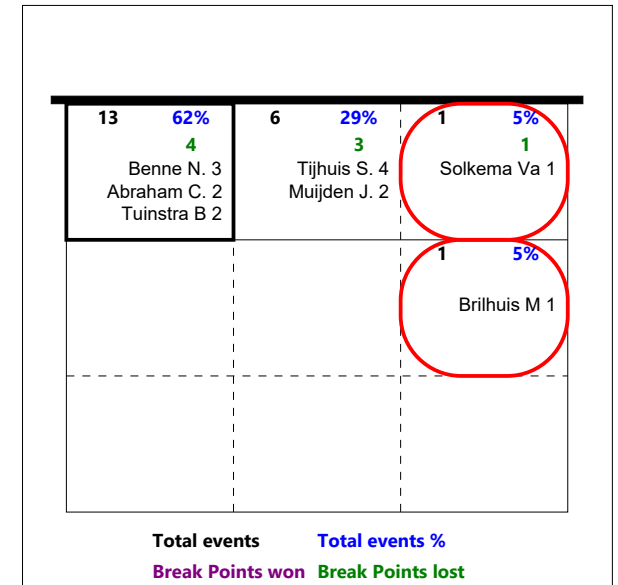 13 62% 6 29% 1 5%
4 3 1
Benne N. 3 Tijhuis S. 4 Solkema Va 1
Abraham C. 2 Muijden J. 2
Tuinstra B 2
1 5%
Brilhuis M 1
Total events Total events %
Break Points won Break Points lost